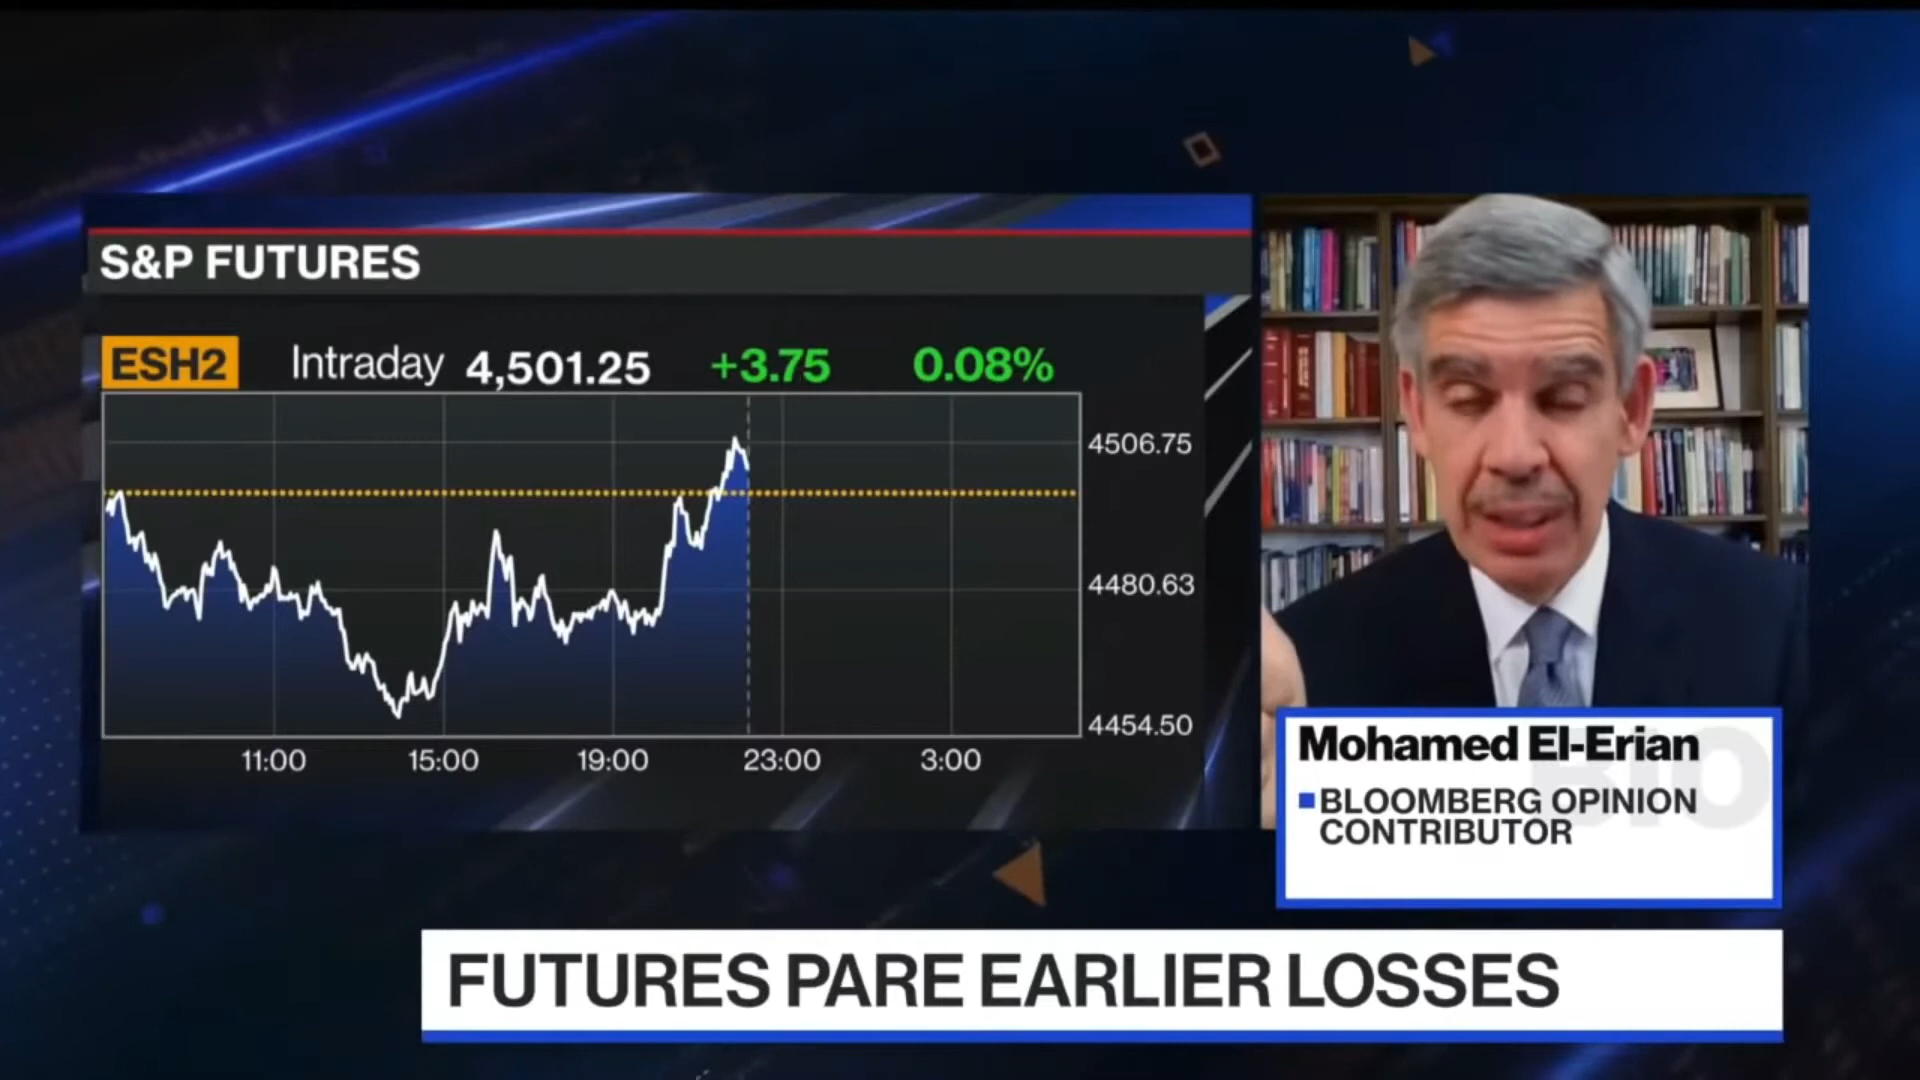 S&P FUTURES
ESH2 Intraday 4,501.25 +3.75 0.08%
4506.75
4480.63
4454.50
11:00 15:00 19:00 23:00 3:00
Mohamed El-Erian
BLOOMBERG OPINION
CONTRIBUTOR
FUTURES PARE EARLIER LOSSES